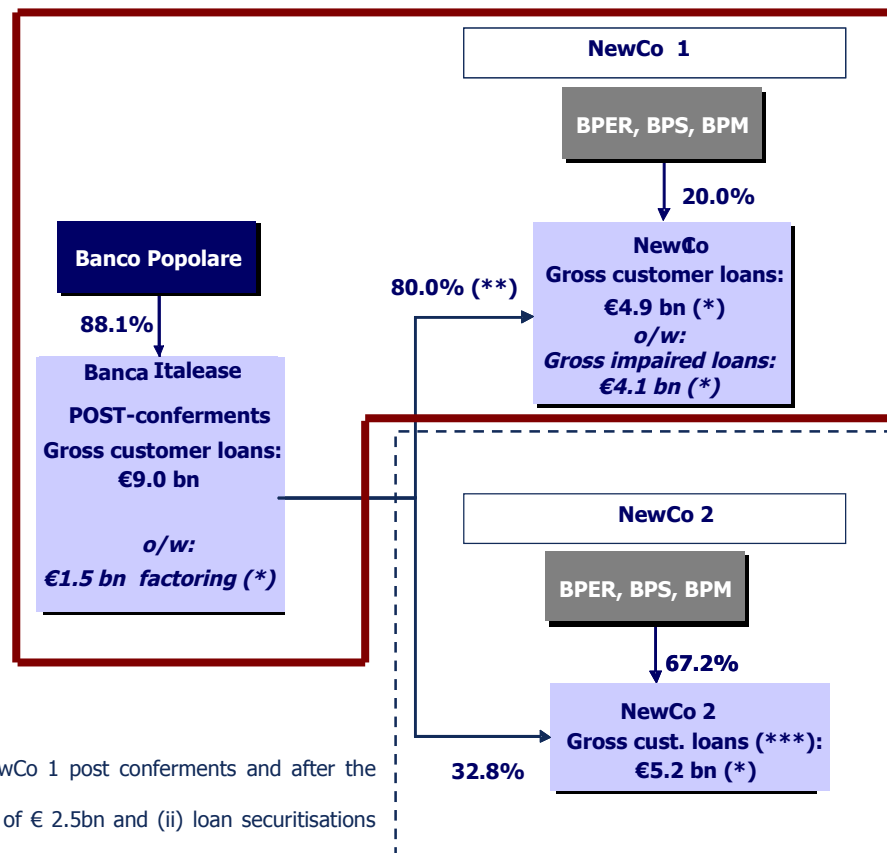 NewCo 1
BPER, BPS, BPM
20.0%
Banco Popolare
88.1%
80.0% (**)
NewCo 1
Gross customer loans:
€4.9 bn (*)
o/w:
Gross impaired loans:
€4.1 bn (*)
Banca Italease
POST-conferments
Gross customer loans:
€9.0 bn
o/w:
€1.5 bn factoring (*)
NewCo 2
BPER, BPS, BPM
67.2%
NewCo 2
Gross cust. loans (***):
€5.2 bn (*)
32.8%
wCo 1 post conferments and after the
of € 2.5bn and (ii) loan securitisations